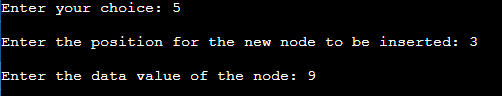 Enter your choice: 5
Enter the position for the new node to be inserted: 3
Enter the data value of the node: 9